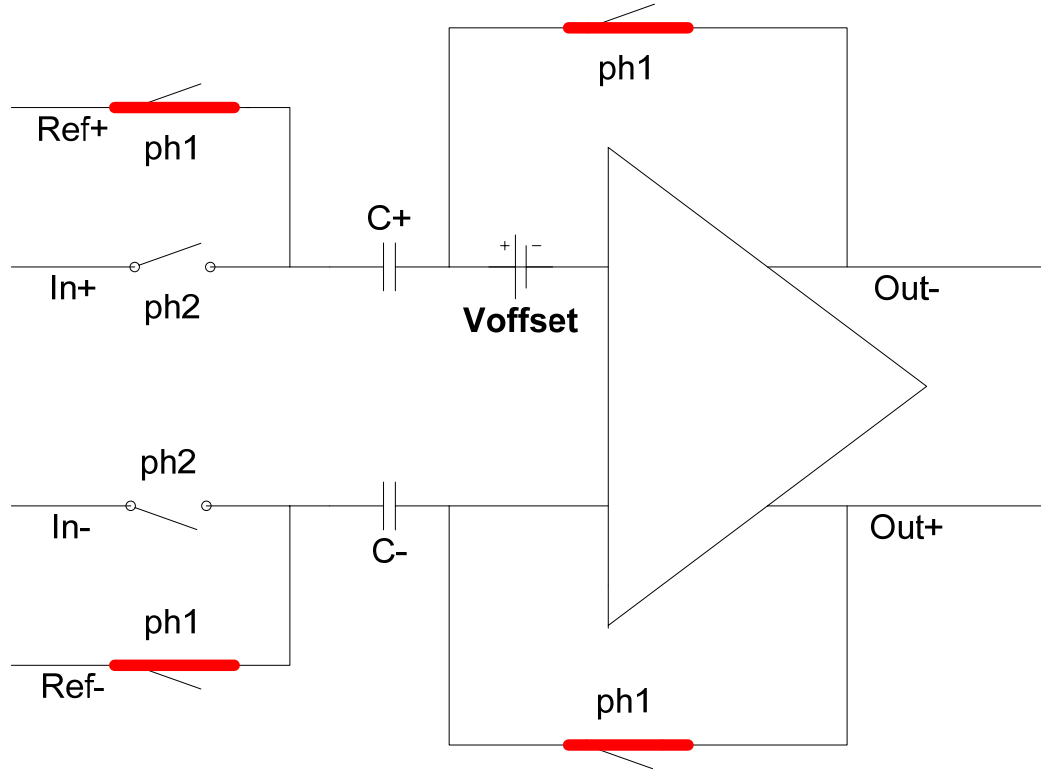 ph1
Ref+
ph1
C+
In+
ph2
+ -
Voffset
Out-
ph2
In-
C-
Out+
ph1
Ref-
ph1